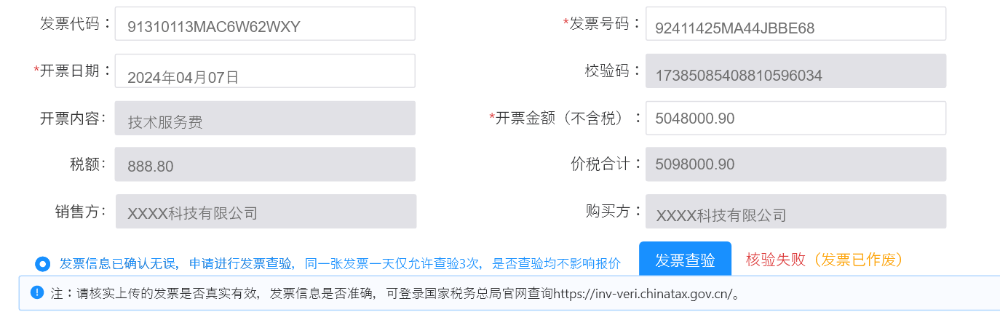 发票代码：91310113MAC6W62WXY *发票号码：92411425MA44JBBE68
*开票日期：2024年04月07日 校验码：17385085408810596034
开票内容：技术服务费 *开票金额（不含税）：5048000.90
税额：888.80 价税合计：5098000.90
销售方：XXXX科技有限公司 购买方：XXXX科技有限公司
发票信息已确认无误，申请进行发票查验，同一张发票一天仅允许查验3次，是否查验均不影响报价 发票查验 核验失败（发票已作废）
注：请核实上传的发票是否真实有效，发票信息是否准确，可登录国家税务总局官网查询https://inv-veri.chinatax.gov.cn/。